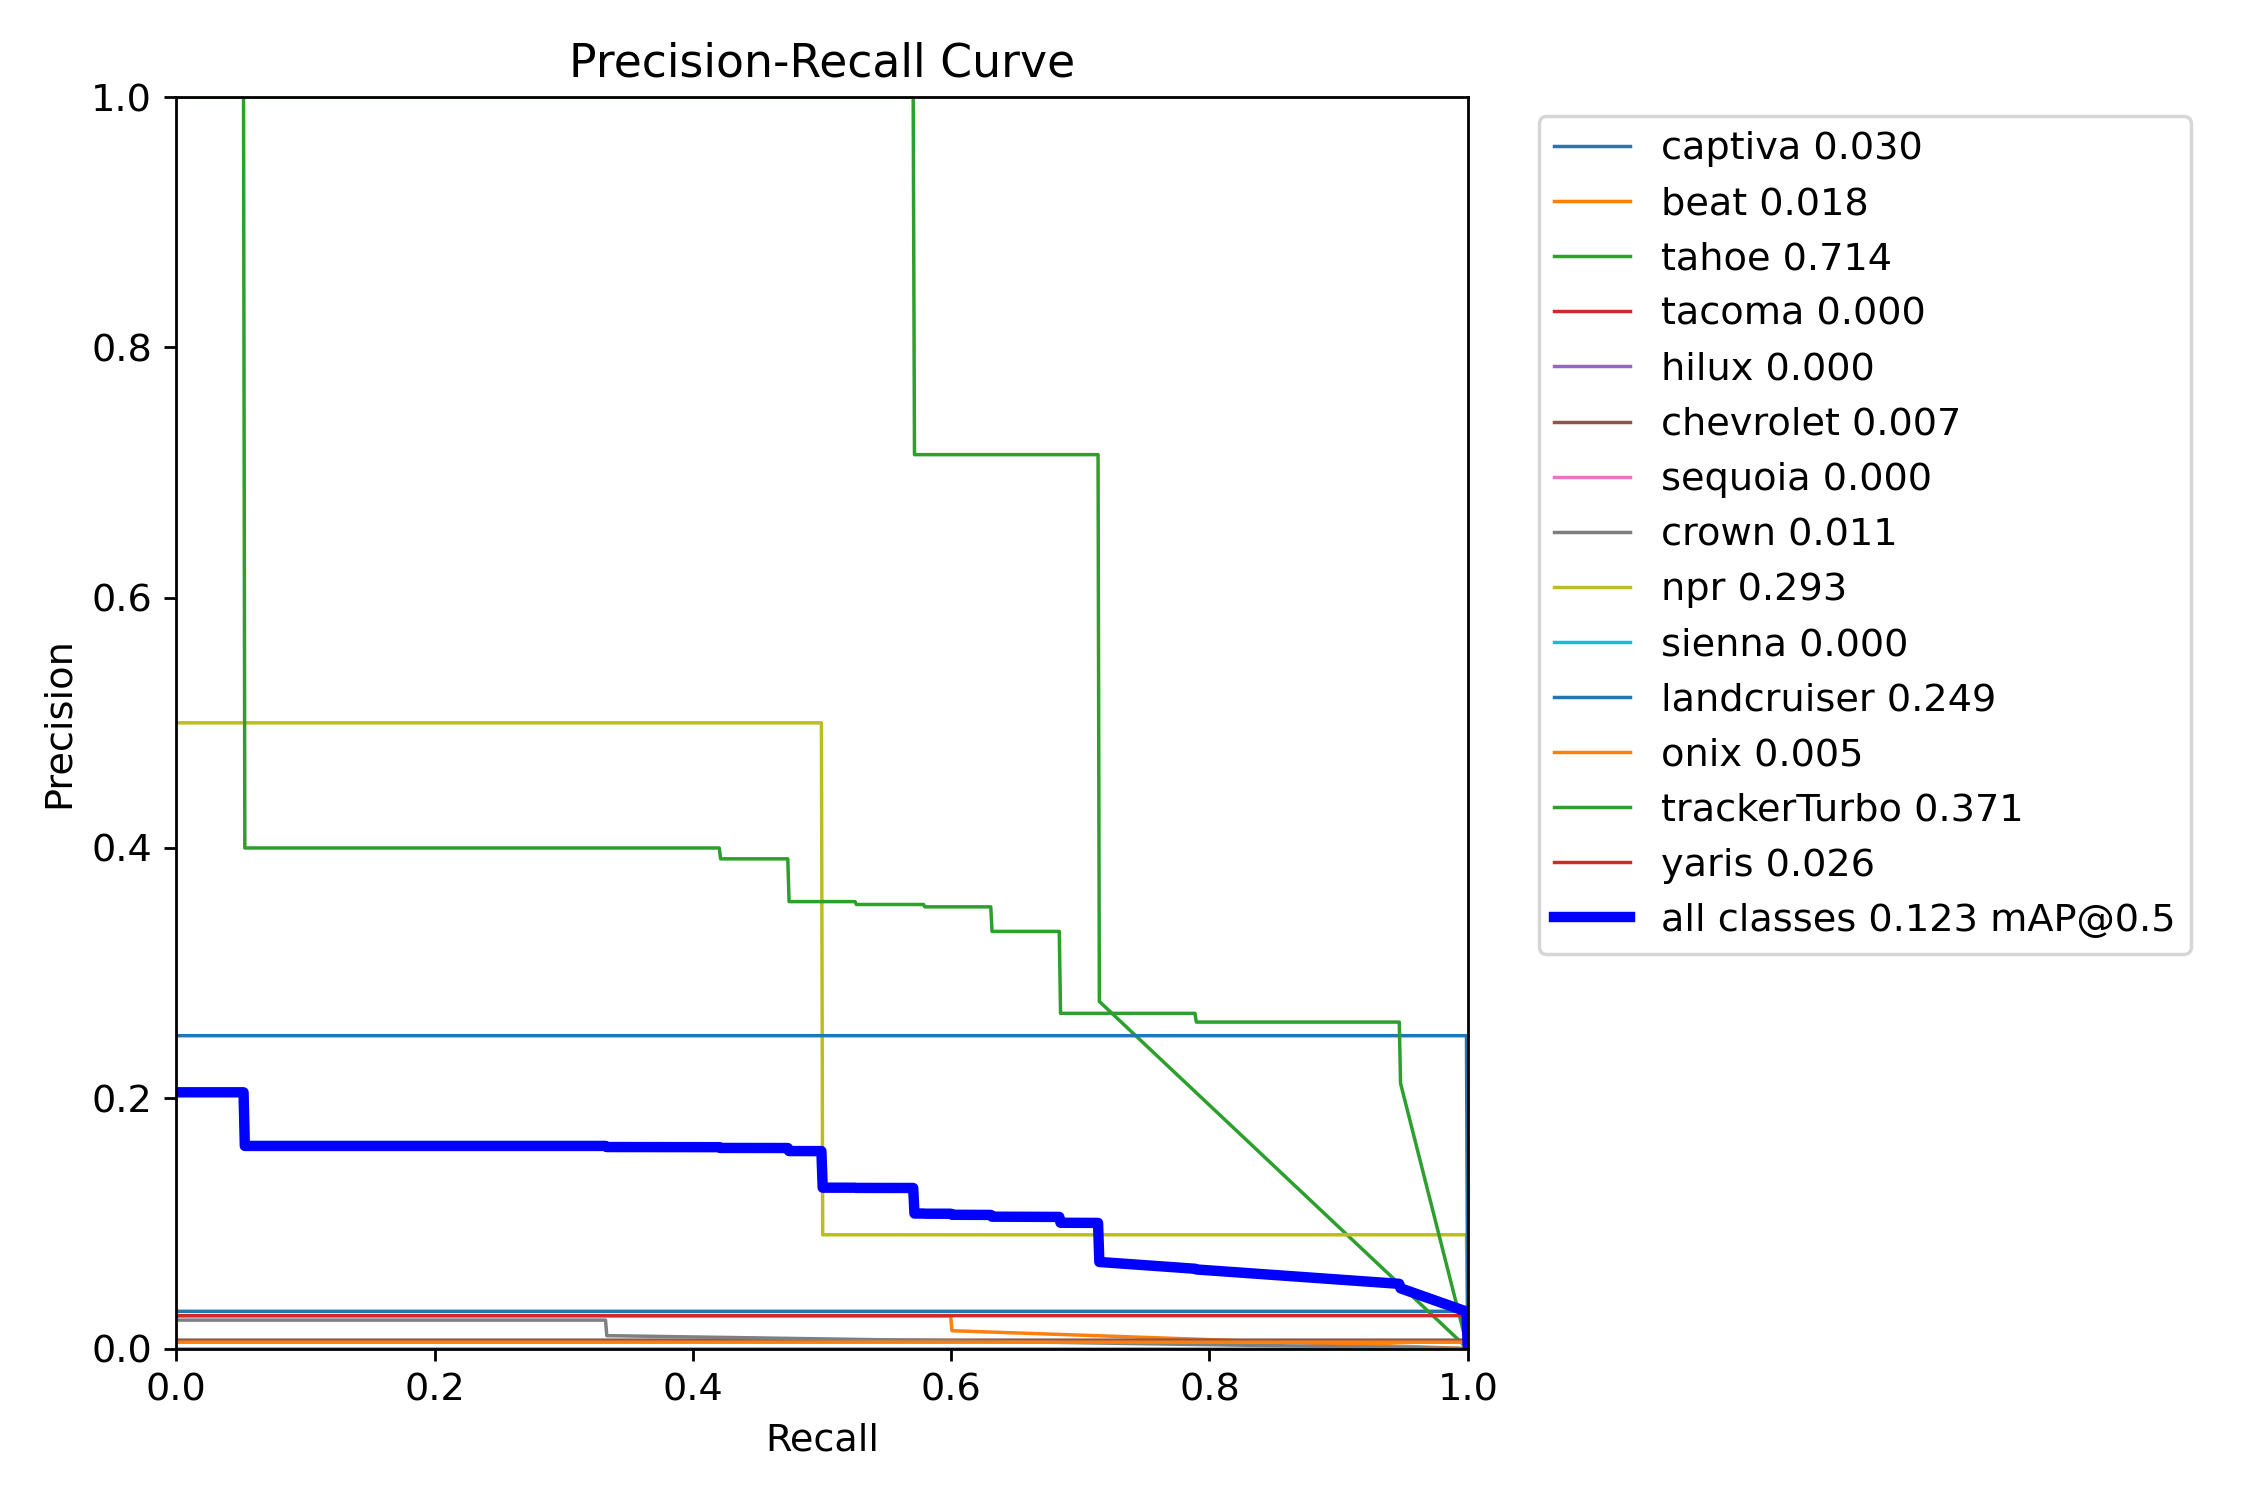 Precision-Recall Curve
1.0
0.8
0.6
0.4
0.2
0.0
Precision
0.0 0.2 0.4 0.6 0.8 1.0
Recall
captiva 0.030
beat 0.018
tahoe 0.714
tacoma 0.000
hilux 0.000
chevrolet 0.007
sequoia 0.000
crown 0.011
npr 0.293
sienna 0.000
landcruiser 0.249
onix 0.005
trackerTurbo 0.371
yaris 0.026
all classes 0.123 mAP@0.5